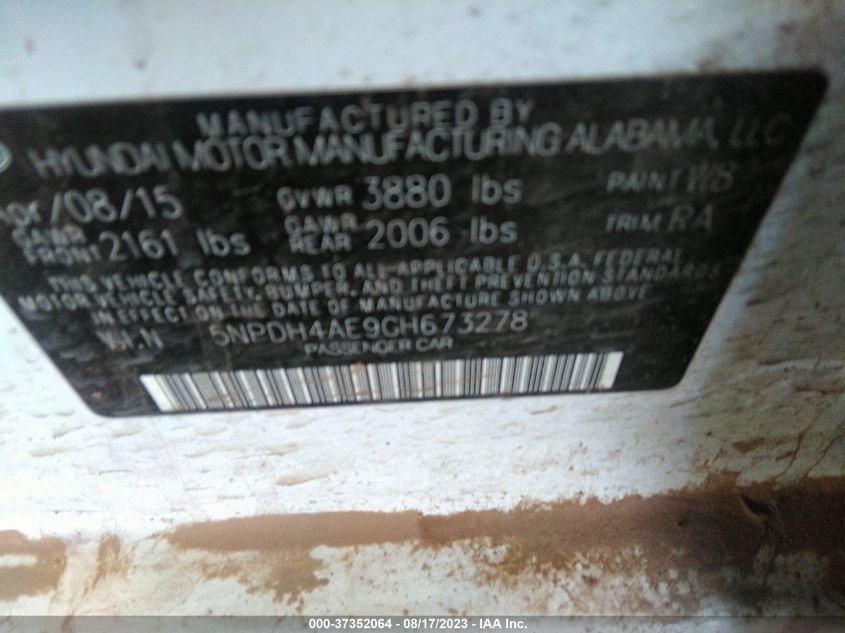 MANUFACTURED BY
HYUNDAI MOTOR MANUFACTURING ALABAMA, LLC
/08/15 GVWR 3880 lbs PAINT W8
GAWR FRONT 2161 lbs GAWR REAR 2006 lbs TRIM RA
THIS VEHICLE CONFORMS TO ALL APPLICABLE U.S.A. FEDERAL
MOTOR VEHICLE SAFETY, BUMPER, AND THEFT PREVENTION STANDARDS
IN EFFECT ON THE DATE OF MANUFACTURE SHOWN ABOVE.
V.I.N 5NPDH4AE9GH673278
PASSENGER CAR
000-37352064 - 08/17/2023 - IAA Inc.